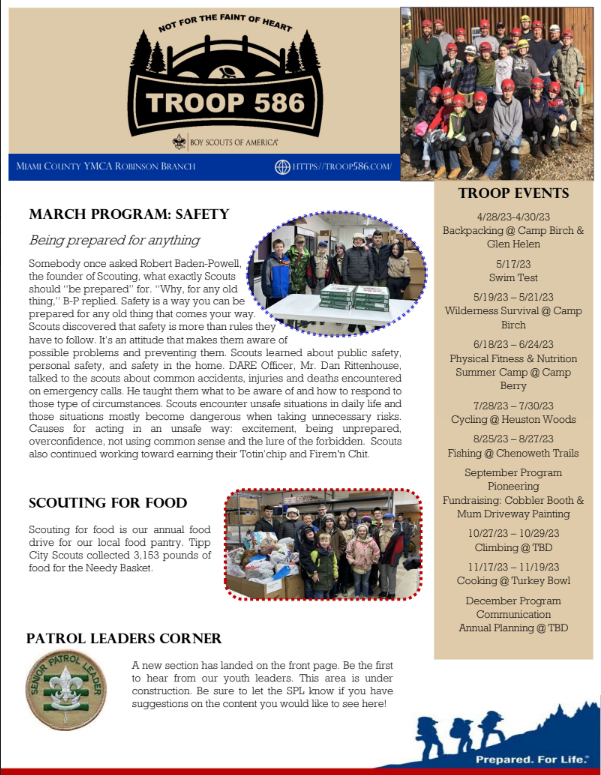 NOT FOR THE FAINT OF HEART
TROOP 586
BOY SCOUTS OF AMERICA
MIAMI COUNTY YMCA ROBINSON BRANCH
HTTPS://TROOP586.COM/
MARCH PROGRAM: SAFETY
Being prepared for anything
Somebody once asked Robert Baden-Powell,
the founder of Scouting, what exactly Scouts
should "be prepared" for. "Why, for any old
thing," B-P replied. Safety is a way you can be
prepared for any old thing that comes your way.
Scouts discovered that safety is more than rules they
have to follow. It's an attitude that makes them aware of
possible problems and preventing them. Scouts learned about public safety,
personal safety, and safety in the home. DARE Officer, Mr. Dan Rittenhouse,
talked to the scouts about common accidents, injuries and deaths encountered
on emergency calls. He taught them what to be aware of and how to respond to
those type of circumstances. Scouts encounter unsafe situations in daily life and
those situations mostly become dangerous when taking unnecessary risks.
Causes for acting in an unsafe way: excitement, being unprepared,
overconfidence, not using common sense and the lure of the forbidden. Scouts
also continued working toward earning their Totin'chip and Firem'n Chit.
SCOUTING FOR FOOD
Scouting for food is our annual food
drive for our local food pantry. Tipp
City Scouts collected 3,153 pounds of
food for the Needy Basket.
PATROL LEADERS CORNER
SENIOR PATROL LEADER
A new section has landed on the front page. Be the first
to hear from our youth leaders. This area is under
construction. Be sure to let the SPL know if you have
suggestions on the content you would like to see here!
TROOP EVENTS
4/28/23-4/30/23
Backpacking @ Camp Birch &
Glen Helen
5/17/23
Swim Test
5/19/23 – 5/21/23
Wilderness Survival @ Camp
Birch
6/18/23 – 6/24/23
Physical Fitness & Nutrition
Summer Camp @ Camp
Berry
7/28/23 – 7/30/23
Cycling @ Heuston Woods
8/25/23 – 8/27/23
Fishing @ Chenoweth Trails
September Program
Pioneering
Fundraising: Cobbler Booth &
Mum Driveway Painting
10/27/23 – 10/29/23
Climbing @ TBD
11/17/23 – 11/19/23
Cooking @ Turkey Bowl
December Program
Communication
Annual Planning @ TBD
Prepared. For Life.®